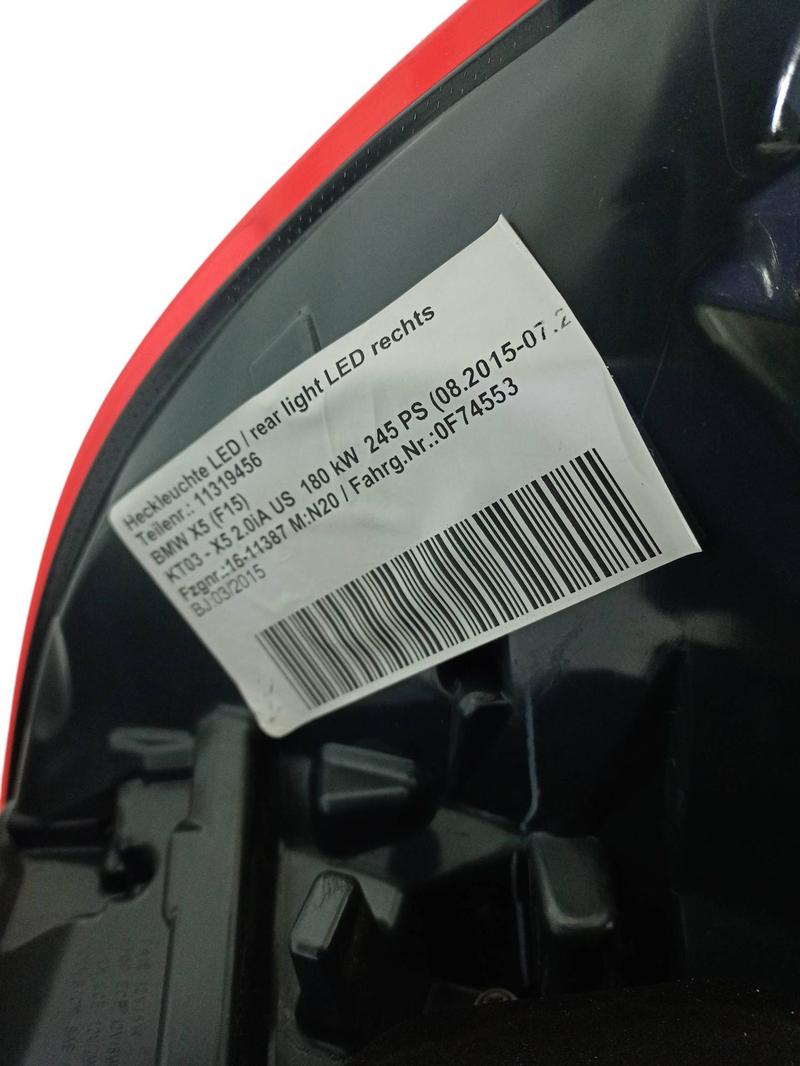 Heckleuchte LED / rear light LED rechts
Teilenr.: 11319456
BMW X5 (F15)
KT03 - X5 2.0iA US 180 kW 245 PS (08.2015-07.2
Fzgnr.:16-11387 M:N20 / Fahrg.Nr.:0F74553
BJ:03/2015